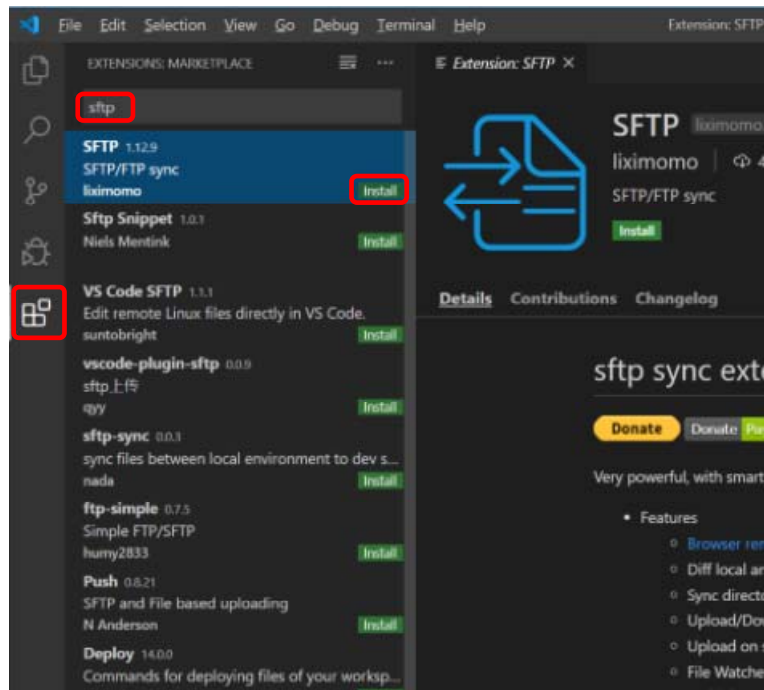 File Edit Selection View Go Debug Terminal Help Extension: SFTP
EXTENSIONS: MARKETPLACE
Extension: SFTP
sftp
SFTP 1.12.9
SFTP/FTP sync
liximomo Install
Sftp Snippet 1.0.1
Niels Mentink Install
VS Code SFTP 1.1.1
Edit remote Linux files directly in VS Code.
suntobright Install
vscode-plugin-sftp 0.0.9
sftp上传
qyy Install
sftp-sync 0.0.1
sync files between local environment to dev s...
nada Install
ftp-simple 0.7.5
Simple FTP/SFTP
humy2833 Install
Push 0.8.21
SFTP and File based uploading
N Anderson Install
Deploy 14.0.0
Commands for deploying files of your worksp...
SFTP liximomo.
liximomo 4
SFTP/FTP sync
Install
Details Contributions Changelog
sftp sync exte
Donate Donate
Very powerful, with smart
• Features
Browser
Diff local
Sync
Upload/
Upload on
File